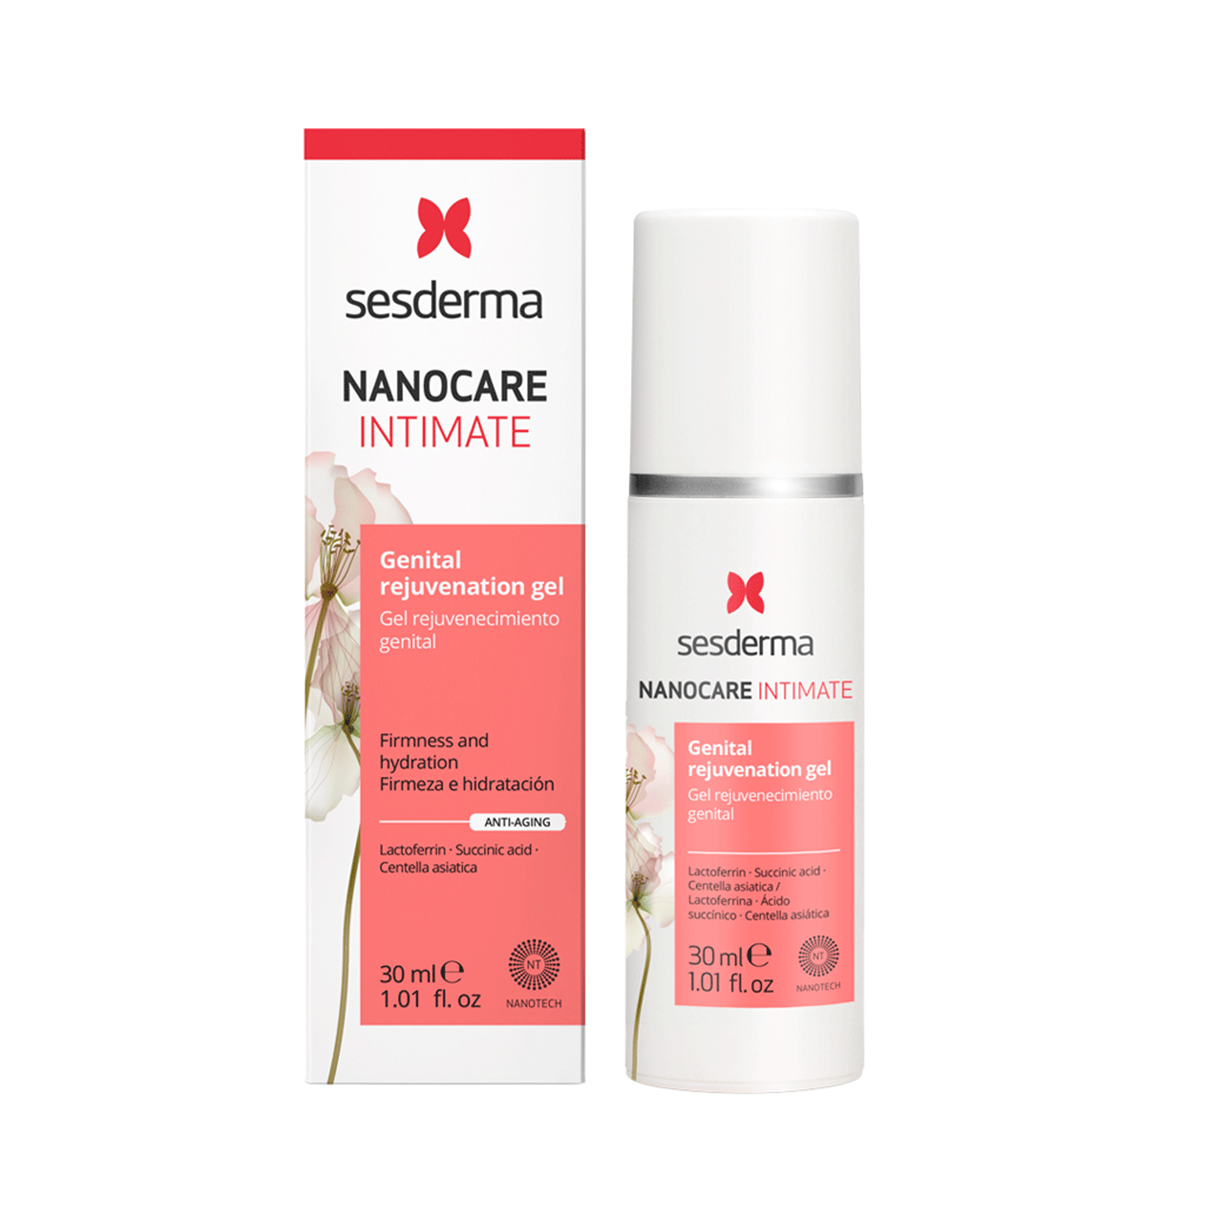 sesderma
NANOCARE
INTIMATE
Genital
rejuvenation gel
Gel rejuvenecimiento
genital
Firmness and
hydration
Firmeza e hidratación
ANTI-AGING
Lactoferrin · Succinic acid ·
Centella asiatica
30 ml ℮
1.01 fl. oz
NT
NANOTECH
sesderma
NANOCARE INTIMATE
Genital
rejuvenation gel
Gel rejuvenecimiento
genital
Lactoferrin · Succinic acid ·
Centella asiatica /
Lactoferrina · Ácido
succínico · Centella asiática
30 ml ℮
1.01 fl. oz
NT
NANOTECH